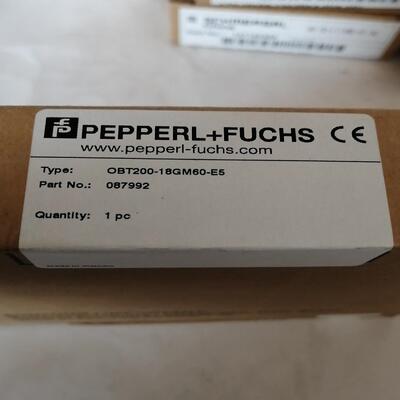 PEPPERL+FUCHS CE
www.pepperl-fuchs.com
Type: OBT200-18GM60-E5
Part No.: 087992
Quantity: 1 pc